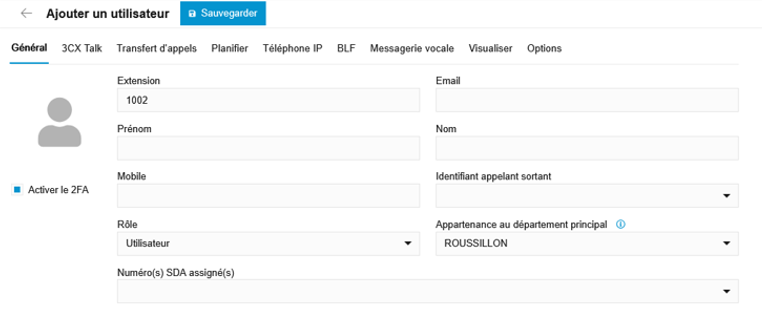 Ajouter un utilisateur Sauvegarder
Général 3CX Talk Transfert d'appels Planifier Téléphone IP BLF Messagerie vocale Visualiser Options
Extension Email
1002
Prénom Nom
Mobile Identifiant appelant sortant
Activer le 2FA
Rôle Appartenance au département principal
Utilisateur ROUSSILLON
Numéro(s) SDA assigné(s)